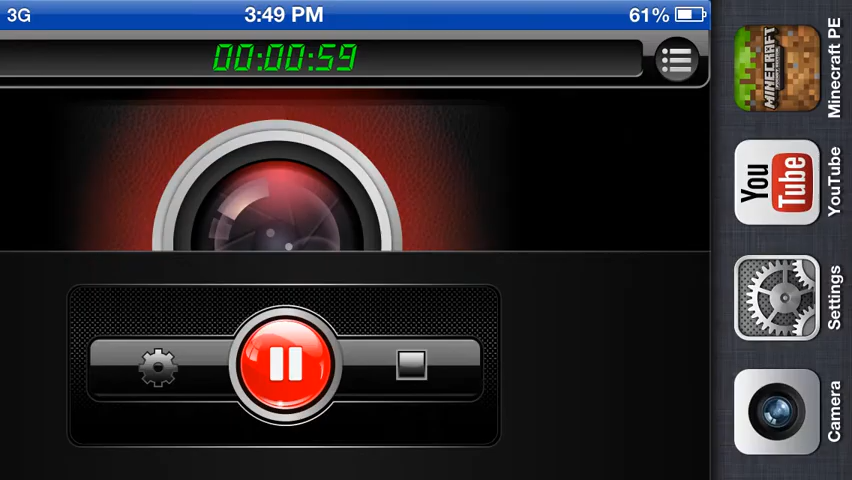 3G 3:49 PM 61%
00:00:59
MINECRAFT
Minecraft PE
You
Tube
YouTube
Settings
Camera